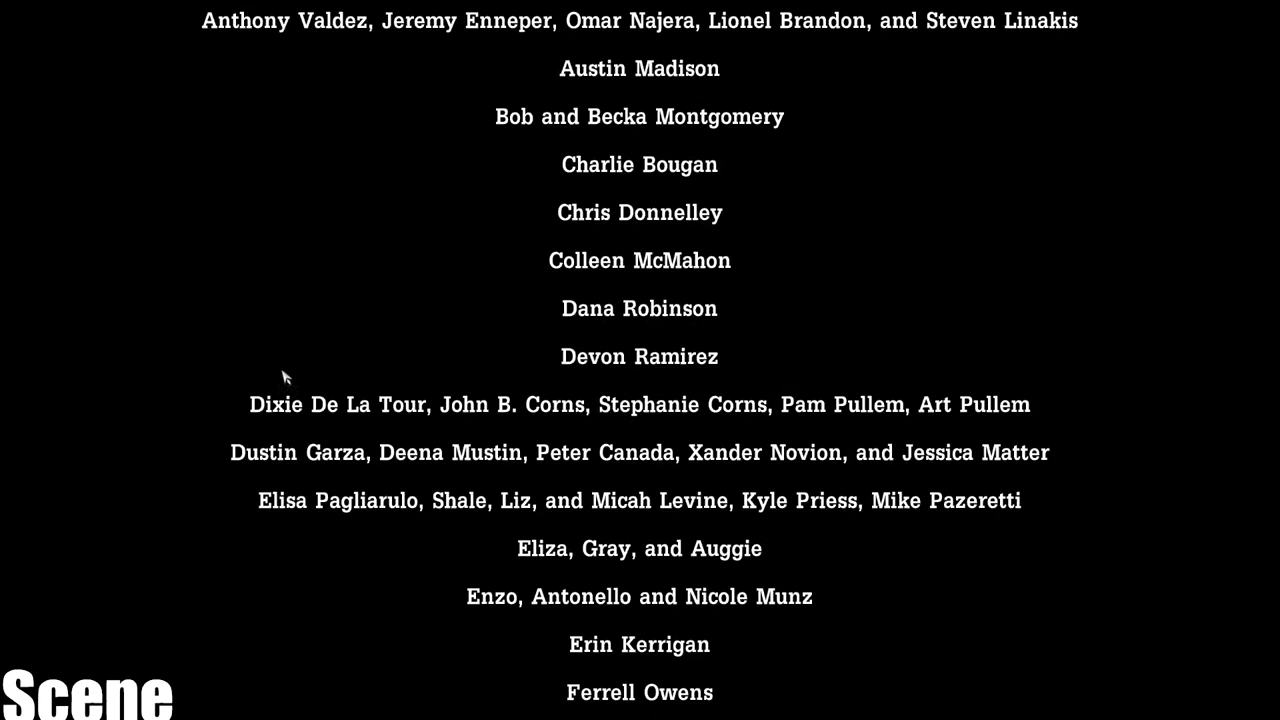 Anthony Valdez, Jeremy Enneper, Omar Najera, Lionel Brandon, and Steven Linakis
Austin Madison
Bob and Becka Montgomery
Charlie Bougan
Chris Donnelley
Colleen McMahon
Dana Robinson
Devon Ramirez
Dixie De La Tour, John B. Corns, Stephanie Corns, Pam Pullem, Art Pullem
Dustin Garza, Deena Mustin, Peter Canada, Xander Novion, and Jessica Matter
Elisa Pagliarulo, Shale, Liz, and Micah Levine, Kyle Priess, Mike Pazeretti
Eliza, Gray, and Auggie
Enzo, Antonello and Nicole Munz
Erin Kerrigan
Ferrell Owens
Scene